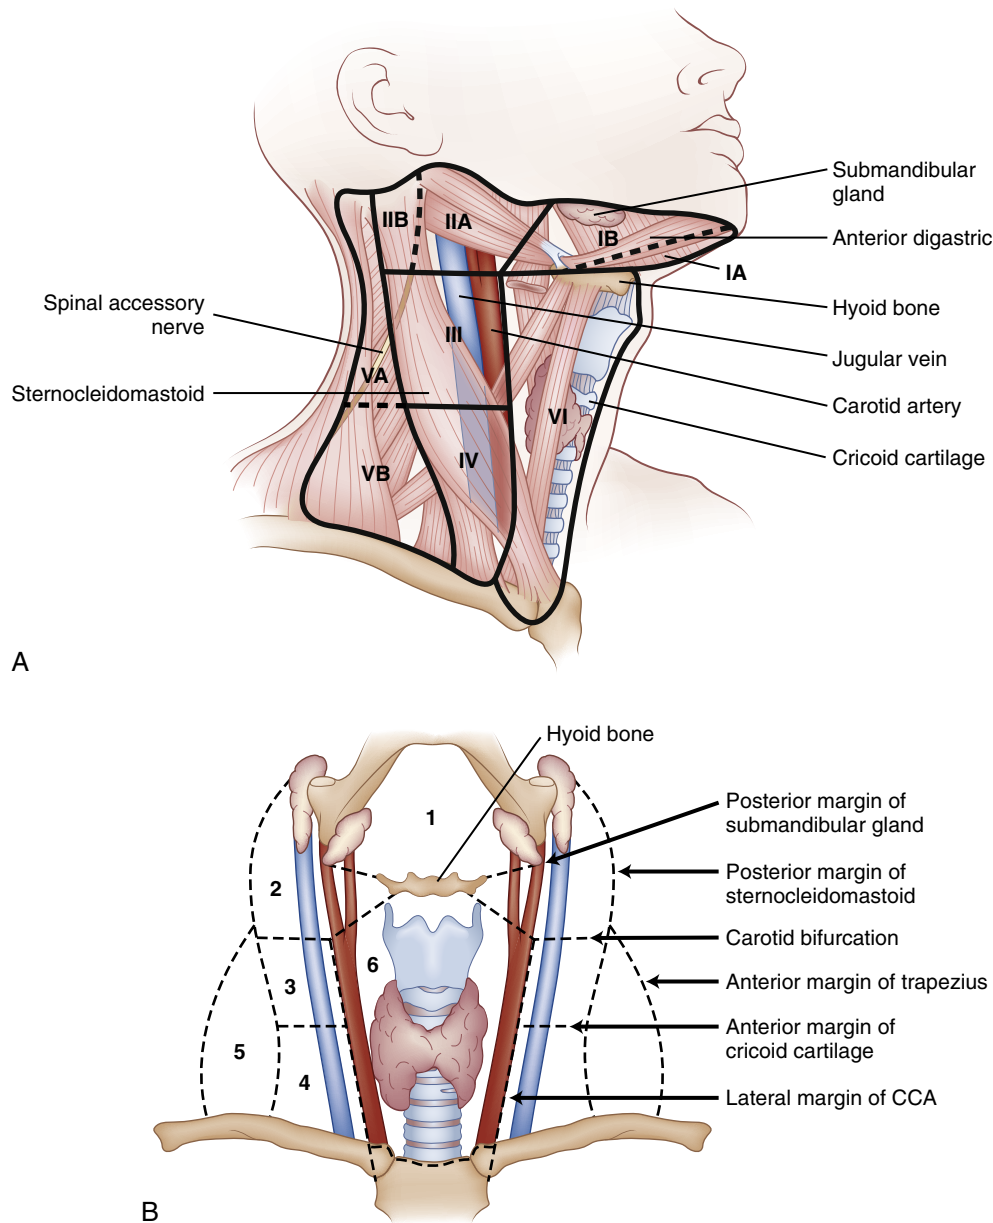 Submandibular
gland
IIB
IIA
IB
Anterior digastric
IA
Hyoid bone
Spinal accessory
nerve
III
Jugular vein
VA
Sternocleidomastoid
Carotid artery
VI
Cricoid cartilage
VB
IV
A
Hyoid bone
1
Posterior margin of
submandibular gland
2
Posterior margin of
sternocleidomastoid
Carotid bifurcation
6
3
Anterior margin of trapezius
Anterior margin of
cricoid cartilage
5
4
Lateral margin of CCA
B